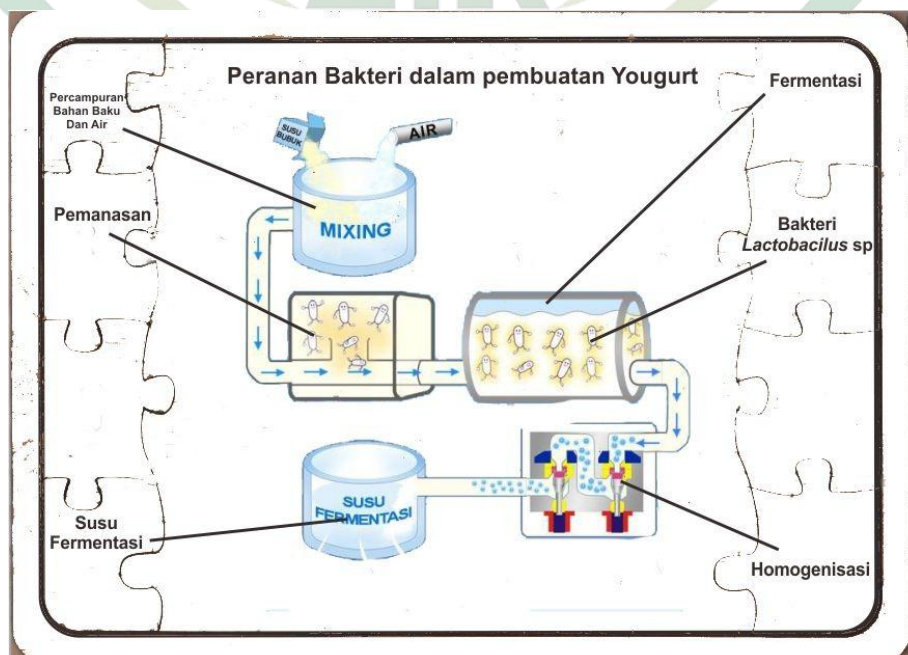 Peranan Bakteri dalam pembuatan Yougurt
Percampuran
Bahan Baku
Dan Air
SUSU
BUBUK
AIR
MIXING
Fermentasi
Pemanasan
Bakteri
Lactobacilus sp
SUSU
FERMENTASI
Susu
Fermentasi
Homogenisasi